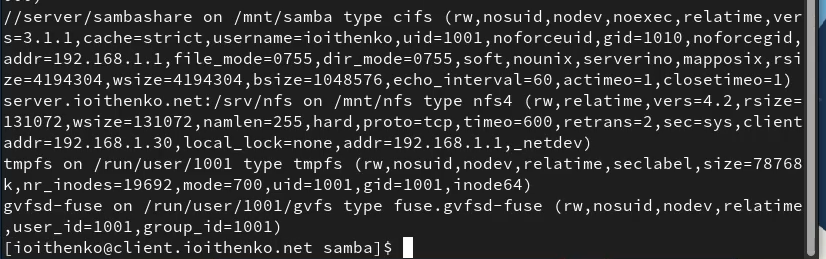 //server/sambashare on /mnt/samba type cifs (rw,nosuid,nodev,noexec,relatime,ver
s=3.1.1,cache=strict,username=ioithenko,uid=1001,noforceuid,gid=1010,noforcegid,
addr=192.168.1.1,file_mode=0755,dir_mode=0755,soft,nounix,serverino,mapposix,rsi
ze=4194304,wsize=4194304,bsize=1048576,echo_interval=60,actimeo=1,closetimeo=1)
server.ioithenko.net:/srv/nfs on /mnt/nfs type nfs4 (rw,relatime,vers=4.2,rsize=
131072,wsize=131072,namlen=255,hard,proto=tcp,timeo=600,retrans=2,sec=sys,client
addr=192.168.1.30,local_lock=none,addr=192.168.1.1,_netdev)
tmpfs on /run/user/1001 type tmpfs (rw,nosuid,nodev,relatime,seclabel,size=78768
k,nr_inodes=19692,mode=700,uid=1001,gid=1001,inode64)
gvfsd-fuse on /run/user/1001/gvfs type fuse.gvfsd-fuse (rw,nosuid,nodev,relatime
,user_id=1001,group_id=1001)
[ioithenko@client.ioithenko.net samba]$